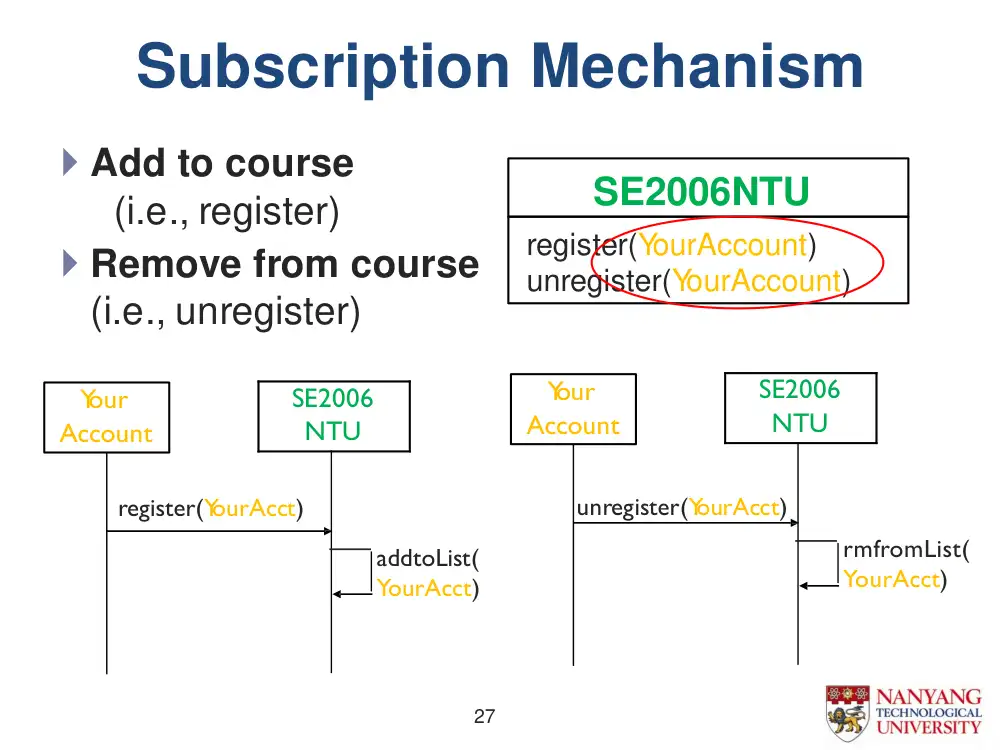 Subscription Mechanism
Add to course
(i.e., register)
Remove from course
(i.e., unregister)
SE2006NTU
register(YourAccount)
unregister(YourAccount)
Your
Account
SE2006
NTU
register(YourAcct)
addtoList(
YourAcct)
Your
Account
SE2006
NTU
unregister(YourAcct)
rmfromList(
YourAcct)
27
NANYANG
TECHNOLOGICAL
UNIVERSITY